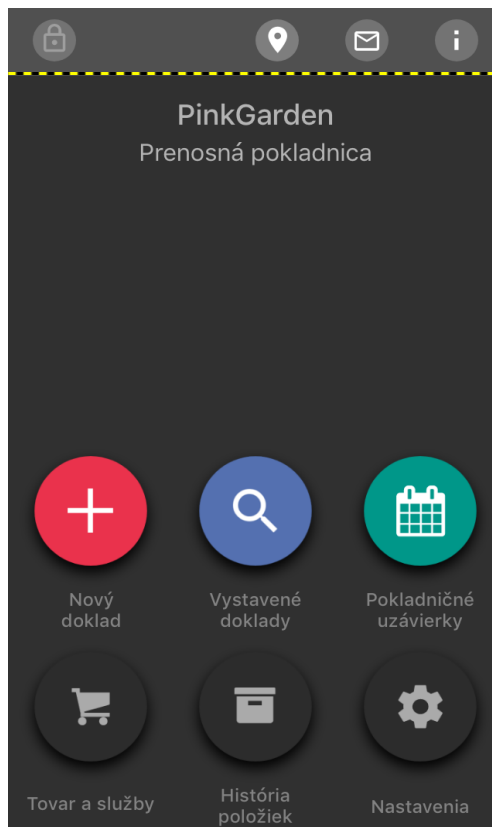 PinkGarden
Prenosná pokladnica
Nový
doklad
Vystavené
doklady
Pokladničné
uzávierky
Tovar a služby
História
položiek
Nastavenia